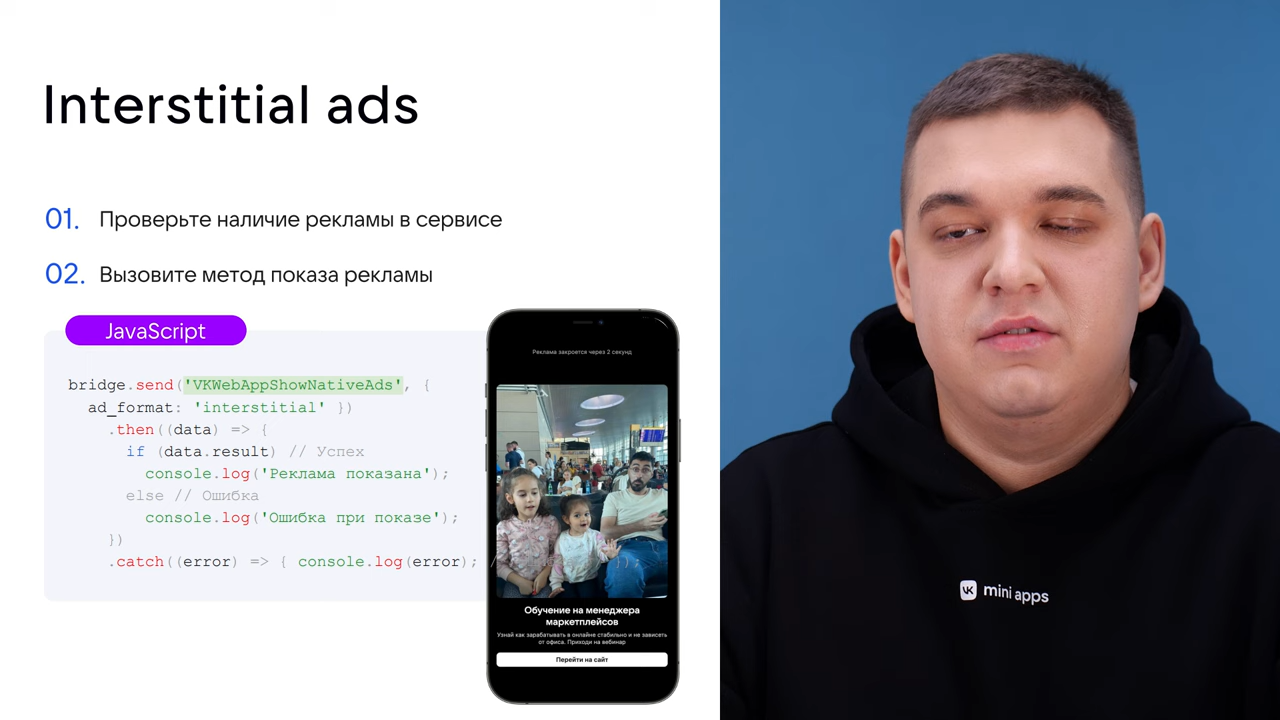 Interstitial ads
01. Проверьте наличие рекламы в сервисе
02. Вызовите метод показа рекламы
JavaScript
bridge.send('VKWebAppShowNativeAds', {
ad_format: 'interstitial' })
.then((data) => {
if (data.result) // Успех
console.log('Реклама показана');
else // Ошибка
console.log('Ошибка при показе');
})
.catch((error) => { console.log(error); / });
Реклама закроется через 2 секунд
Обучение на менеджера
маркетплейсов
Узнай как зарабатывать в онлайне стабильно и не зависеть
от офиса. Приходи на вебинар
Перейти на сайт
VK mini apps